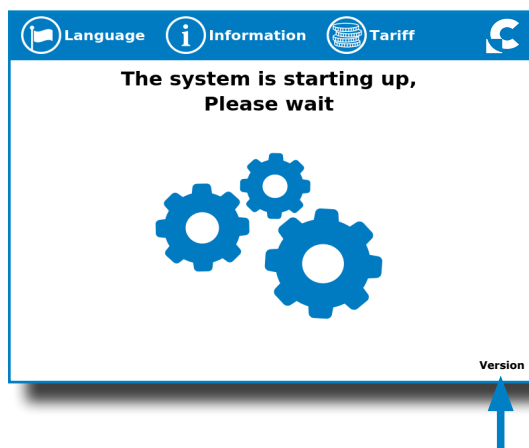 Language
Information
Tariff
The system is starting up,
Please wait
Version